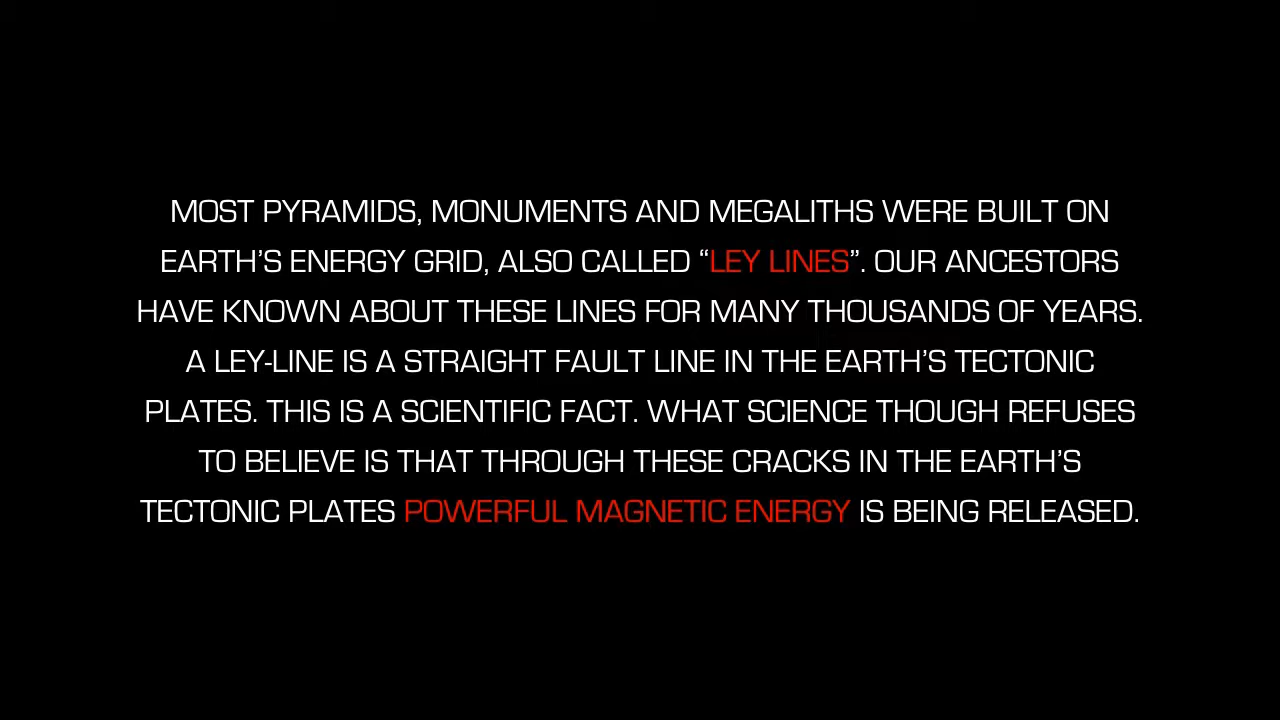 MOST PYRAMIDS, MONUMENTS AND MEGALITHS WERE BUILT ON
EARTH’S ENERGY GRID, ALSO CALLED “LEY LINES”. OUR ANCESTORS
HAVE KNOWN ABOUT THESE LINES FOR MANY THOUSANDS OF YEARS.
A LEY-LINE IS A STRAIGHT FAULT LINE IN THE EARTH’S TECTONIC
PLATES. THIS IS A SCIENTIFIC FACT. WHAT SCIENCE THOUGH REFUSES
TO BELIEVE IS THAT THROUGH THESE CRACKS IN THE EARTH’S
TECTONIC PLATES POWERFUL MAGNETIC ENERGY IS BEING RELEASED.